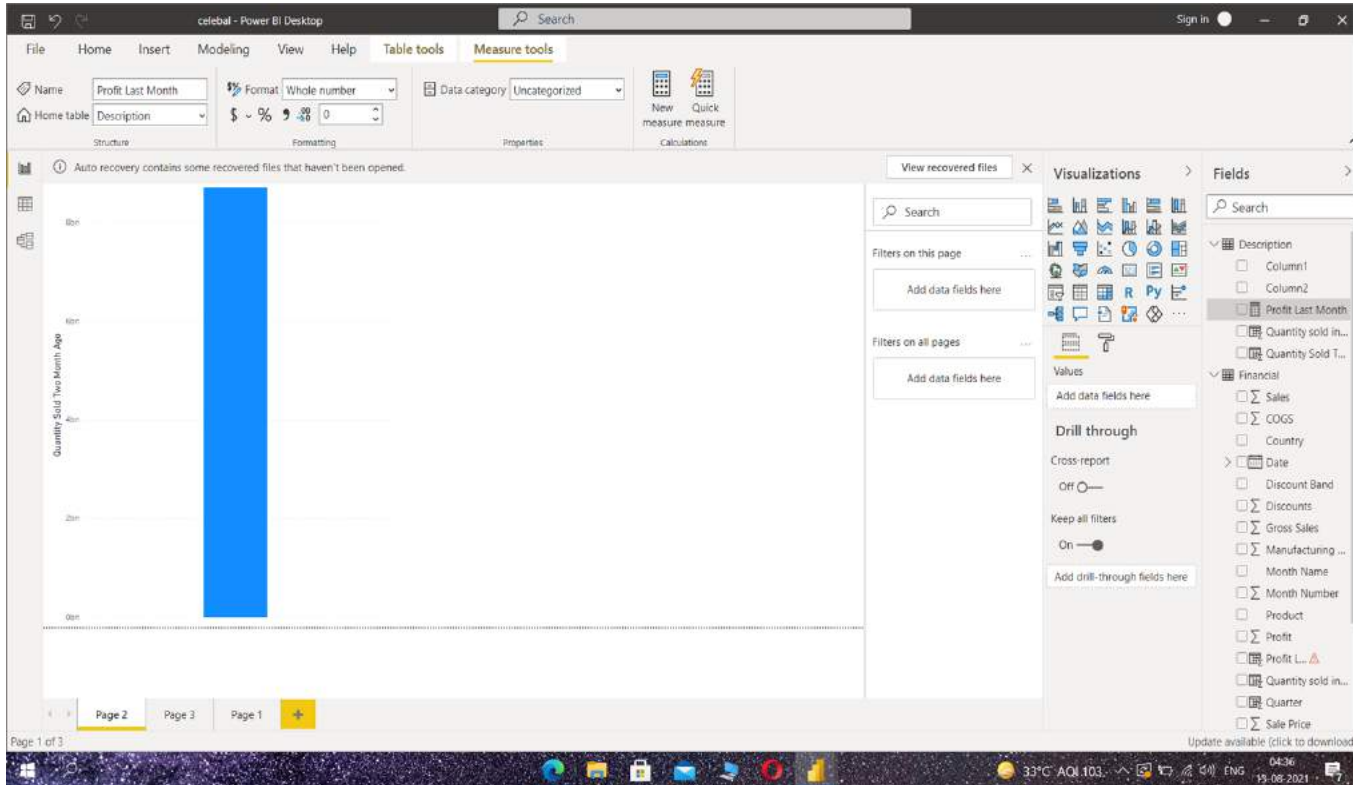 celebal - Power BI Desktop
Search
Sign in
File Home Insert Modeling View Help Table tools Measure tools
Name Profit Last Month
Home table Description
Structure
$% Format Whole number
$ % 9 .00 0
Formatting
Data category Uncategorized
Properties
New measure
Quick measure
Calculations
Auto recovery contains some recovered files that haven't been opened.
View recovered files
Quantity Sold Two Month Ago
8bn
6bn
4bn
2bn
0bn
Search
Filters on this page ...
Add data fields here
Filters on all pages ...
Add data fields here
Visualizations
R Py
...
Values
Add data fields here
Drill through
Cross-report
Off
Keep all filters
On
Add drill-through fields here
Fields
Search
Description
Column1
Column2
Profit Last Month
Quantity sold in...
Quantity Sold T...
Financial
Σ Sales
Σ COGS
Country
Date
Discount Band
Σ Discounts
Σ Gross Sales
Σ Manufacturing ...
Month Name
Σ Month Number
Product
Σ Profit
Profit L...
Quantity sold in...
Quarter
Σ Sale Price
Page 2 Page 3 Page 1 +
Page 1 of 3
Update available (click to download
33°C AQI 103 ENG 04:36
15-08-2021